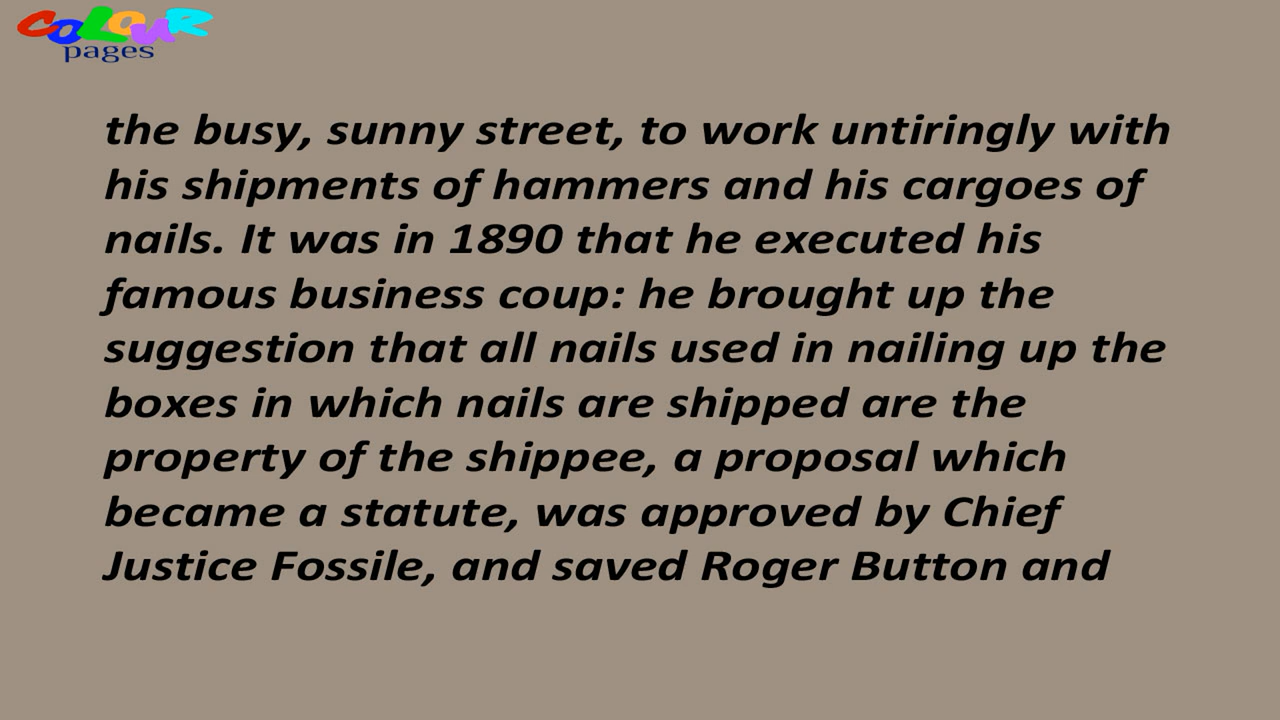 COLOUR
pages
the busy, sunny street, to work untiringly with
his shipments of hammers and his cargoes of
nails. It was in 1890 that he executed his
famous business coup: he brought up the
suggestion that all nails used in nailing up the
boxes in which nails are shipped are the
property of the shippee, a proposal which
became a statute, was approved by Chief
Justice Fossile, and saved Roger Button and